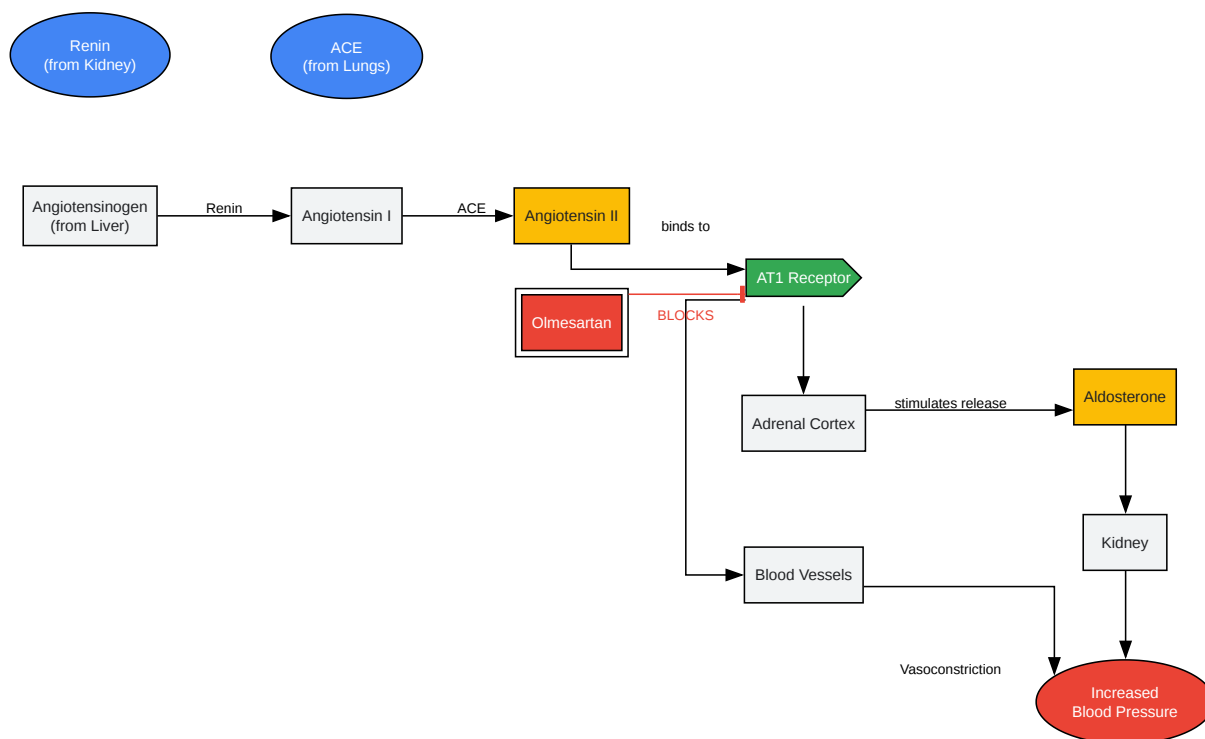 Renin
(from Kidney)
ACE
(from Lungs)
Angiotensinogen
(from Liver)
Renin
Angiotensin I
ACE
Angiotensin II
binds to
AT1 Receptor
Olmesartan
BLOCKS
Adrenal Cortex
stimulates release
Aldosterone
Kidney
Blood Vessels
Vasoconstriction
Increased
Blood Pressure